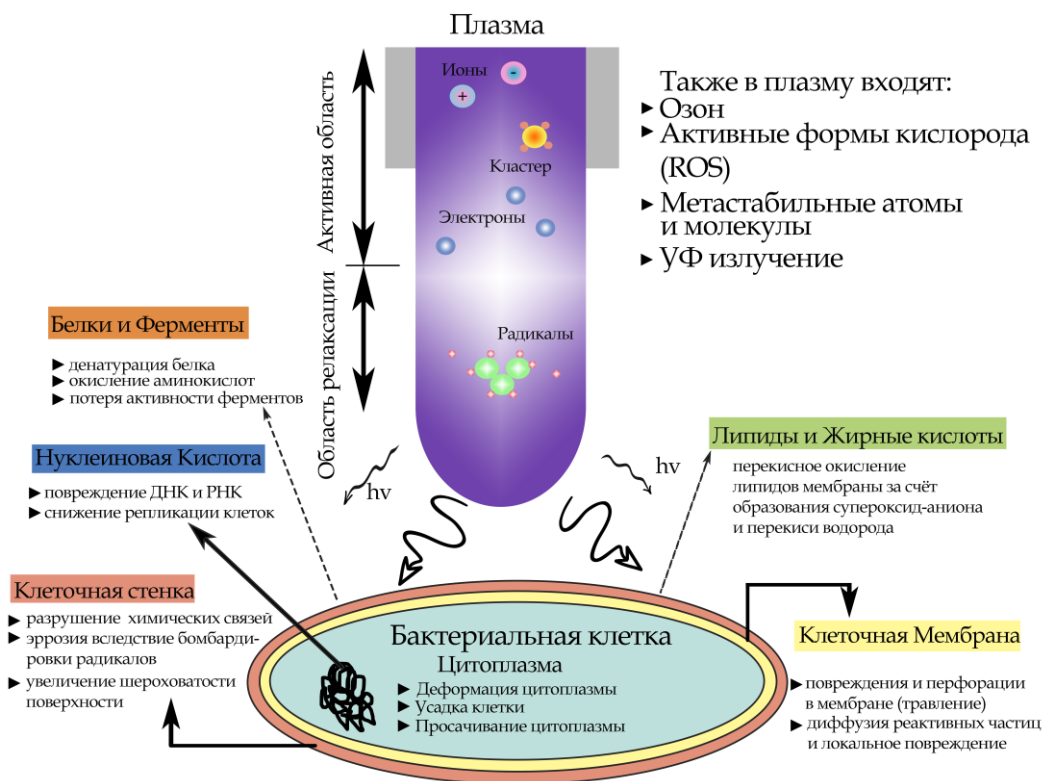 Плазма
Ионы
-
+
Кластер
Электроны
Радикалы
Активная область
Область релаксации
Также в плазму входят:
► Озон
► Активные формы кислорода
(ROS)
► Метастабильные атомы
и молекулы
► УФ излучение
Белки и Ферменты
► денатурация белка
► окисление аминокислот
► потеря активности ферментов
Нуклеиновая Кислота
► повреждение ДНК и РНК
► снижение репликации клеток
Клеточная стенка
► разрушение химических связей
► эррозия вследствие бомбарди-
ровки радикалов
► увеличение шероховатости
поверхности
hν
hν
Липиды и Жирные кислоты
перекисное окисление
липидов мембраны за счёт
образования супероксид-аниона
и перекиси водорода
Бактериальная клетка
Цитоплазма
► Деформация цитоплазмы
► Усадка клетки
► Просачивание цитоплазмы
Клеточная Мембрана
► повреждения и перфорации
в мембране (травление)
► диффузия реактивных частиц
и локальное повреждение